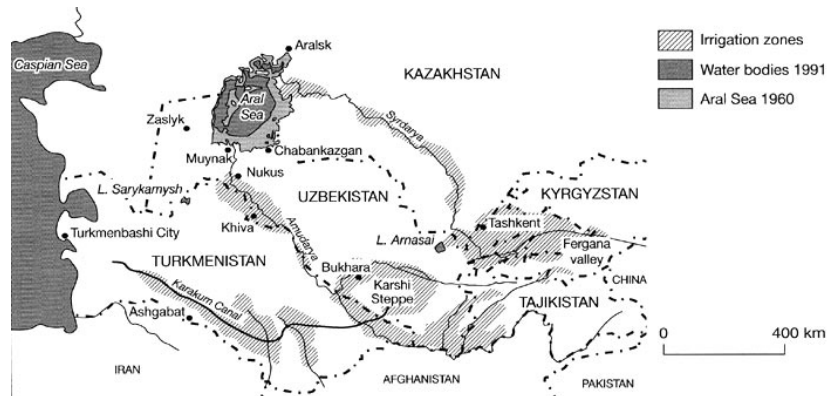 Caspian Sea
Aralsk
KAZAKHSTAN
Irrigation zones
Water bodies 1991
Aral Sea 1960
Aral
Sea
Zaslyk
Syrdarya
Muynak
Chabankazgan
Nukus
L. Sarykamysh
UZBEKISTAN
KYRGYZSTAN
Khiva
Amudarya
Tashkent
Turkmenbashi City
L. Arnasai
Fergana
valley
TURKMENISTAN
Bukhara
CHINA
Karakum Canal
Karshi
Steppe
TAJIKISTAN
Ashgabat
0 400 km
IRAN
AFGHANISTAN
PAKISTAN